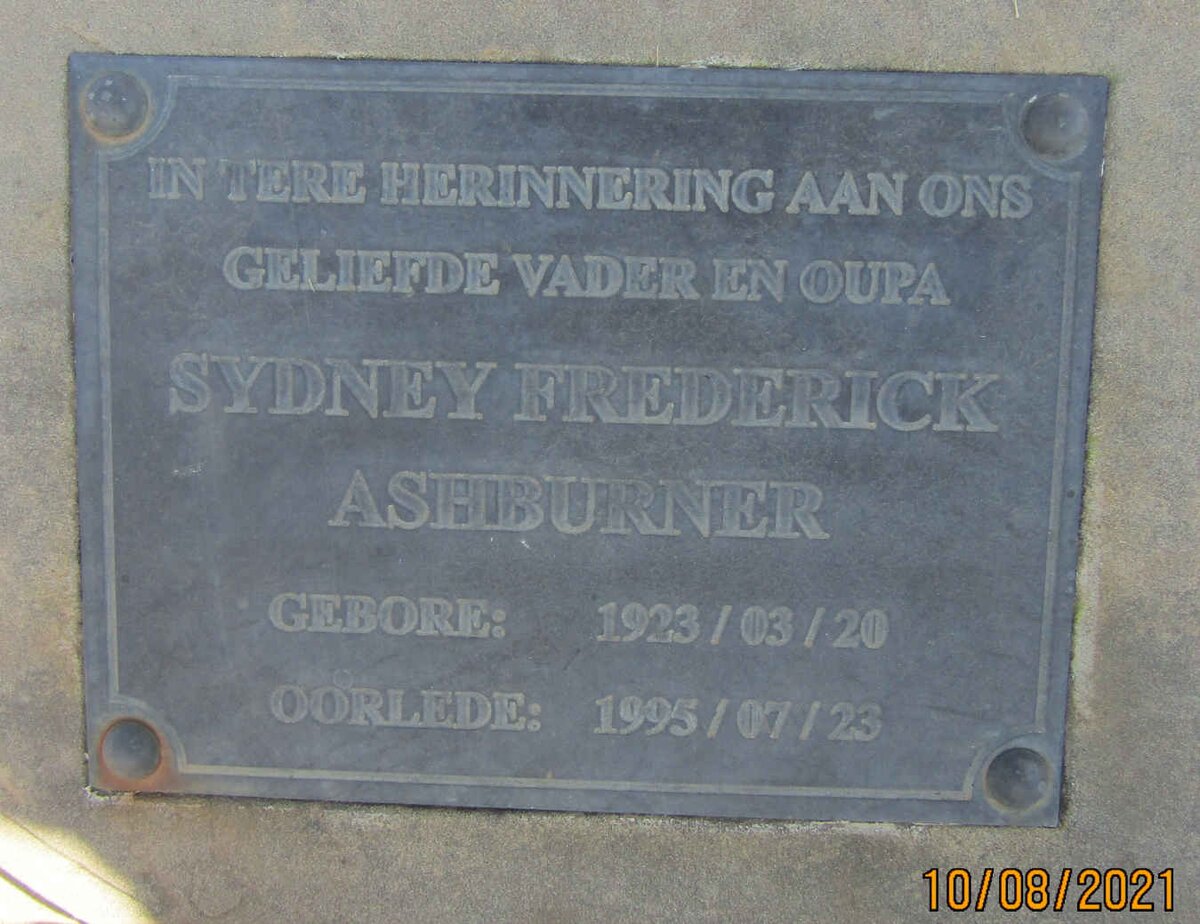 IN TERE HERINNERING AAN ONS
GELIEFDE VADER EN OUPA
SYDNEY FREDERICK
ASHBURNER
GEBORE: 1923 / 03 / 20
OORLEDE: 1995 / 07 / 23
10/08/2021